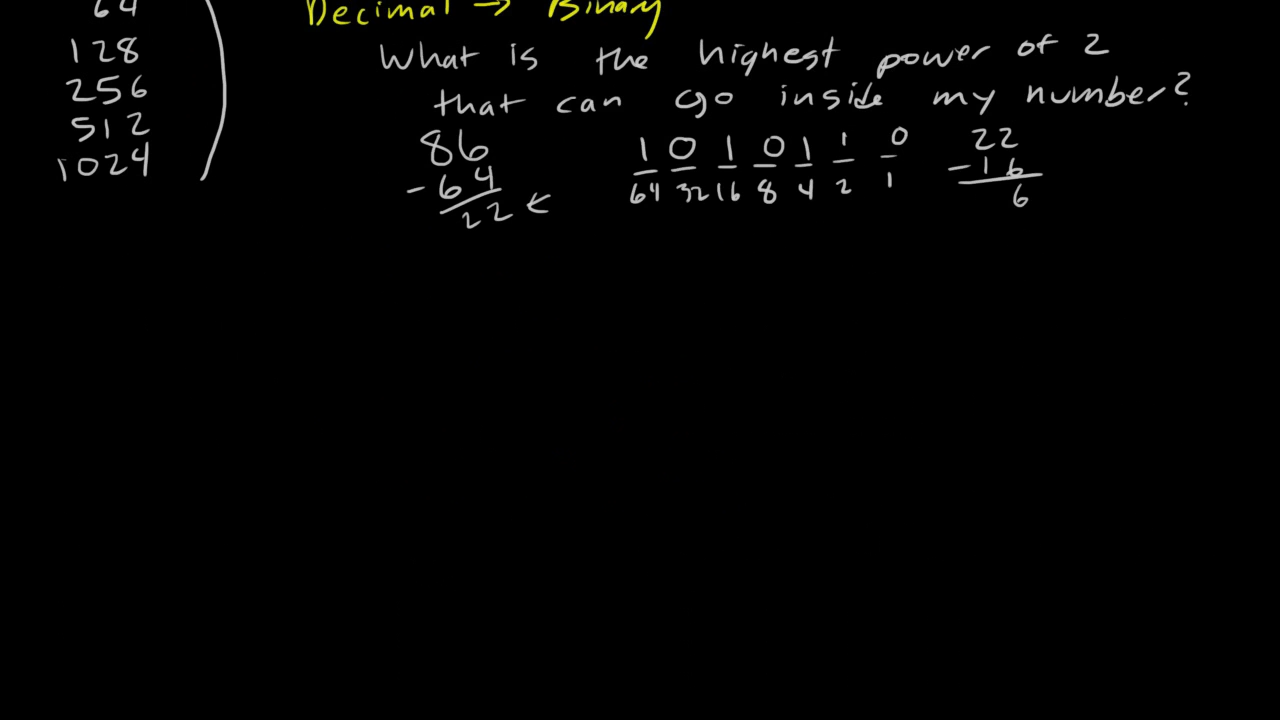 64
128
256
512
1024
Decimal → Binary
What is the highest power of 2
that can go inside my number?
86
- 64
22 ←
1 0 1 0 1 1 0
64 32 16 8 4 2 1
22
- 16
6